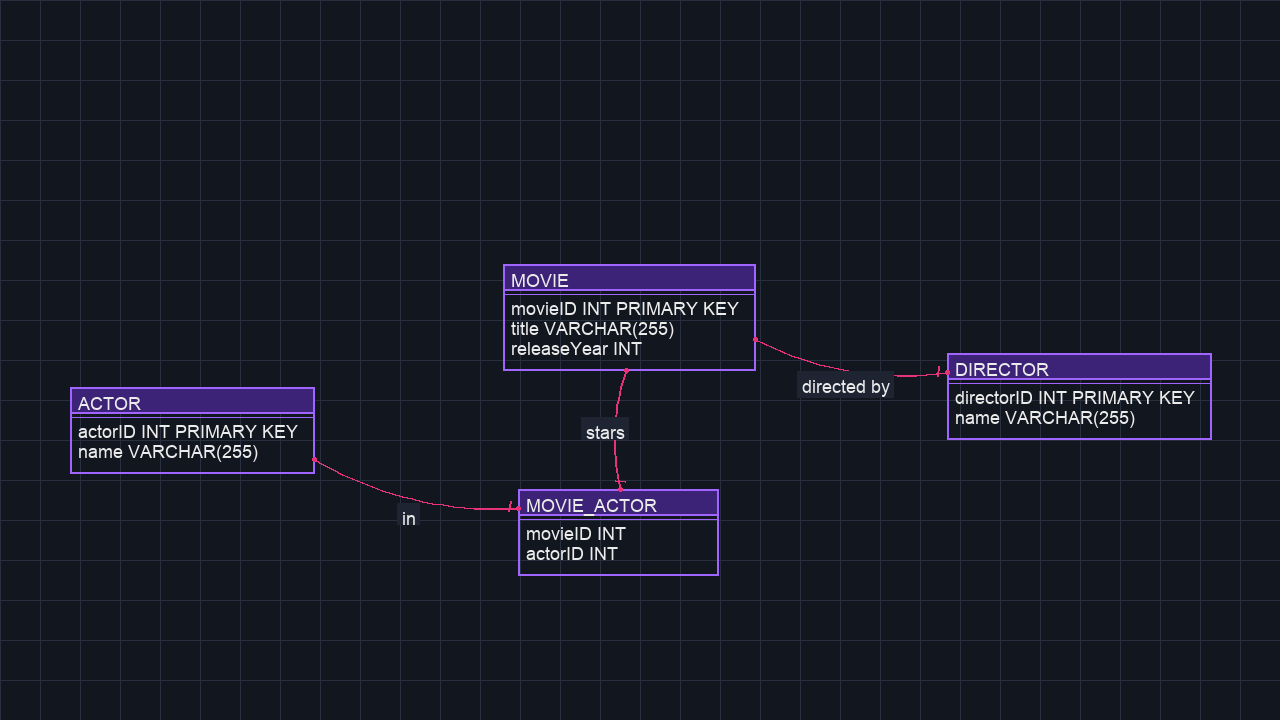 MOVIE
movieID INT PRIMARY KEY
title VARCHAR(255)
releaseYear INT
directed by
DIRECTOR
directorID INT PRIMARY KEY
name VARCHAR(255)
ACTOR
actorID INT PRIMARY KEY
name VARCHAR(255)
stars
in
MOVIE_ACTOR
movieID INT
actorID INT